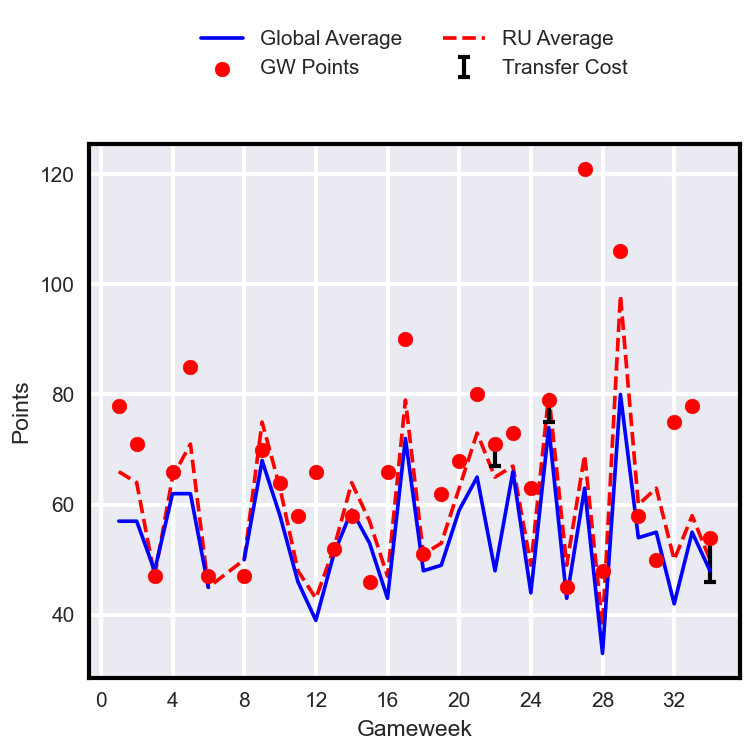 Global Average RU Average
GW Points Transfer Cost
120
100
80
60
40
Points
0 4 8 12 16 20 24 28 32
Gameweek